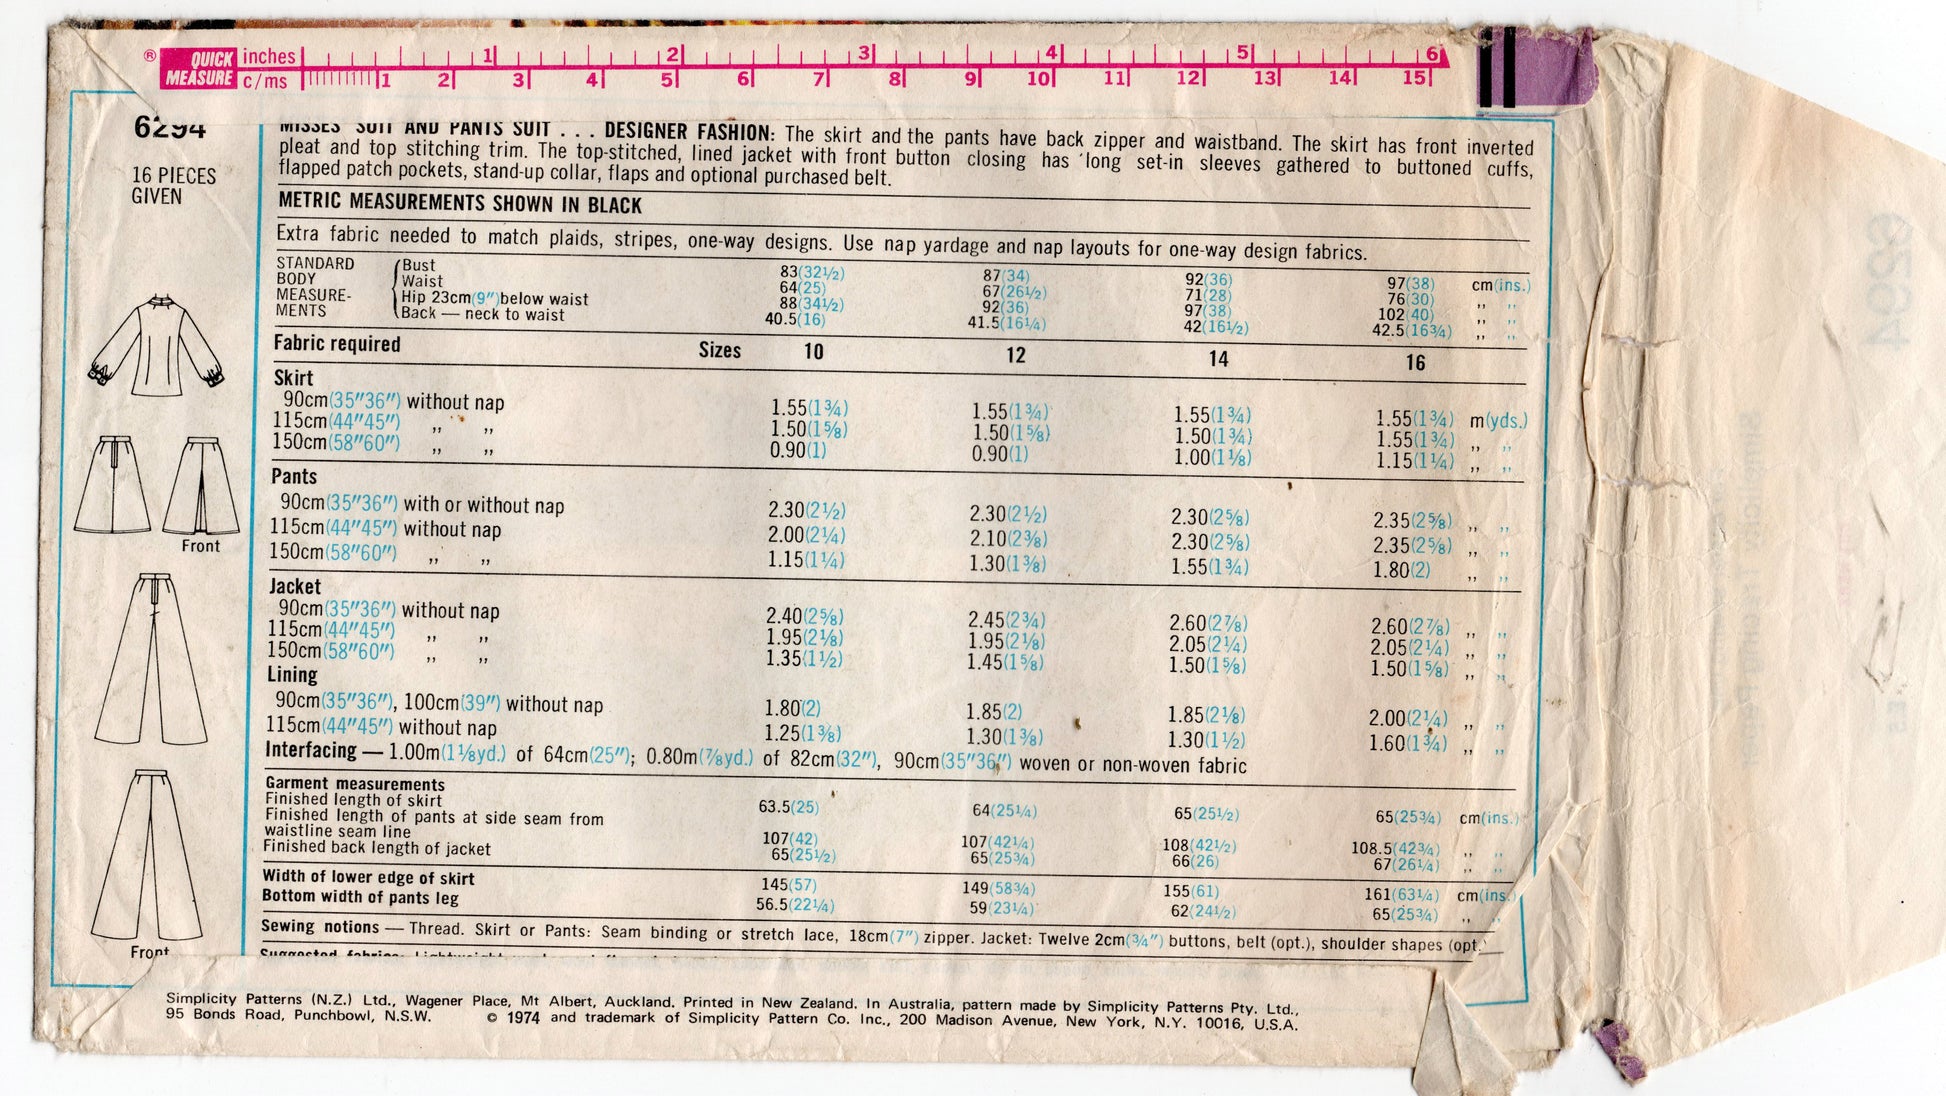 ® QUICK MEASURE inches 1 2 3 4 5 6
c/ms 1 2 3 4 5 6 7 8 9 10 11 12 13 14 15
6294
16 PIECES
GIVEN
Front
Front
MISSES' SUIT AND PANTS SUIT . . . DESIGNER FASHION: The skirt and the pants have back zipper and waistband. The skirt has front inverted
pleat and top stitching trim. The top-stitched, lined jacket with front button closing has long set-in sleeves gathered to buttoned cuffs,
flapped patch pockets, stand-up collar, flaps and optional purchased belt.
METRIC MEASUREMENTS SHOWN IN BLACK
Extra fabric needed to match plaids, stripes, one-way designs. Use nap yardage and nap layouts for one-way design fabrics.
STANDARD BODY MEASURE-MENTS
Bust 83(32½) 87(34) 92(36) 97(38) cm(ins.)
Waist 64(25) 67(26½) 71(28) 76(30) ,, ,,
Hip 23cm(9") below waist 88(34½) 92(36) 97(38) 102(40) ,, ,,
Back — neck to waist 40.5(16) 41.5(16¼) 42(16½) 42.5(16¾) ,, ,,
Fabric required Sizes 10 12 14 16
Skirt
90cm(35"36") without nap 1.55(1¾) 1.55(1¾) 1.55(1¾) 1.55(1¾) m(yds.)
115cm(44"45") ,, ,, 1.50(1⅝) 1.50(1⅝) 1.50(1¾) 1.55(1¾) ,, ,,
150cm(58"60") ,, ,, 0.90(1) 0.90(1) 1.00(1⅛) 1.15(1¼) ,, ,,
Pants
90cm(35"36") with or without nap 2.30(2½) 2.30(2½) 2.30(2⅝) 2.35(2⅝) ,, ,,
115cm(44"45") without nap 2.00(2¼) 2.10(2⅜) 2.30(2⅝) 2.35(2⅝) ,, ,,
150cm(58"60") ,, ,, 1.15(1¼) 1.30(1⅜) 1.55(1¾) 1.80(2) ,, ,,
Jacket
90cm(35"36") without nap 2.40(2⅝) 2.45(2¾) 2.60(2⅞) 2.60(2⅞) ,, ,,
115cm(44"45") ,, ,, 1.95(2⅛) 1.95(2⅛) 2.05(2¼) 2.05(2¼) ,, ,,
150cm(58"60") ,, ,, 1.35(1½) 1.45(1⅝) 1.50(1⅝) 1.50(1⅝) ,, ,,
Lining
90cm(35"36"), 100cm(39") without nap 1.80(2) 1.85(2) 1.85(2⅛) 2.00(2¼) ,, ,,
115cm(44"45") without nap 1.25(1⅜) 1.30(1⅜) 1.30(1½) 1.60(1¾) ,, ,,
Interfacing — 1.00m(1⅛yd.) of 64cm(25"); 0.80m(⅞yd.) of 82cm(32"), 90cm(35"36") woven or non-woven fabric
Garment measurements
Finished length of skirt 63.5(25) 64(25¼) 65(25½) 65(25¾) cm(ins.)
Finished length of pants at side seam from
waistline seam line 107(42) 107(42¼) 108(42½) 108.5(42¾) ,, ,,
Finished back length of jacket 65(25½) 65(25¾) 66(26) 67(26¼) ,, ,,
Width of lower edge of skirt 145(57) 149(58¾) 155(61) 161(63¼) cm(ins.)
Bottom width of pants leg 56.5(22¼) 59(23¼) 62(24½) 65(25¾) ,, ,,
Sewing notions — Thread. Skirt or Pants: Seam binding or stretch lace, 18cm(7") zipper. Jacket: Twelve 2cm(¾") buttons, belt (opt.), shoulder shapes (opt.)
Suggested fabrics: Lightweight
Simplicity Patterns (N.Z.) Ltd., Wagener Place, Mt Albert, Auckland. Printed in New Zealand. In Australia, pattern made by Simplicity Patterns Pty. Ltd.,
95 Bonds Road, Punchbowl, N.S.W. © 1974 and trademark of Simplicity Pattern Co. Inc., 200 Madison Avenue, New York, N.Y. 10016, U.S.A.